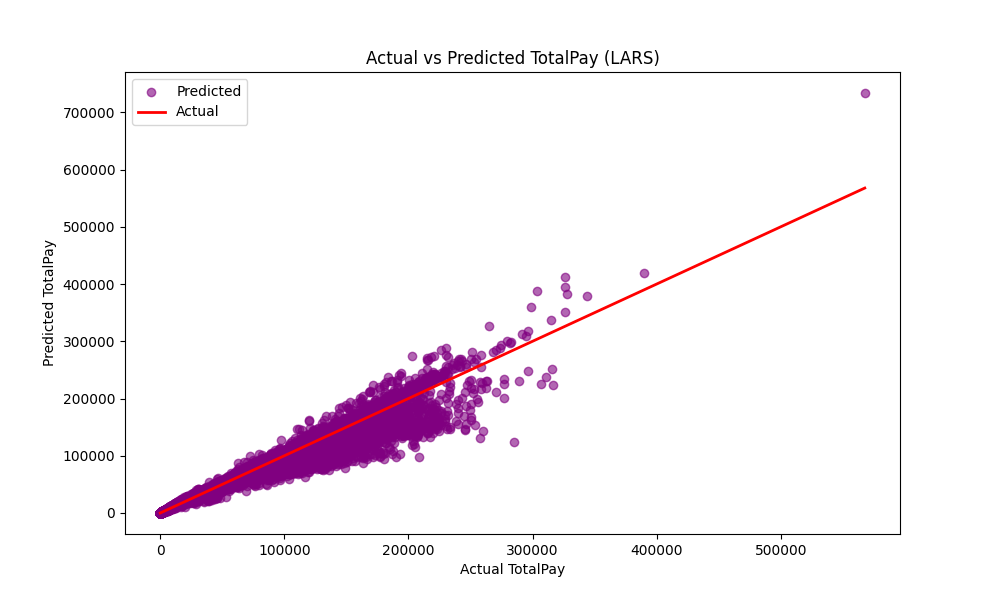 Actual vs Predicted TotalPay (LARS)
Predicted
Actual
700000
600000
500000
400000
300000
200000
100000
0
Predicted TotalPay
0 100000 200000 300000 400000 500000
Actual TotalPay